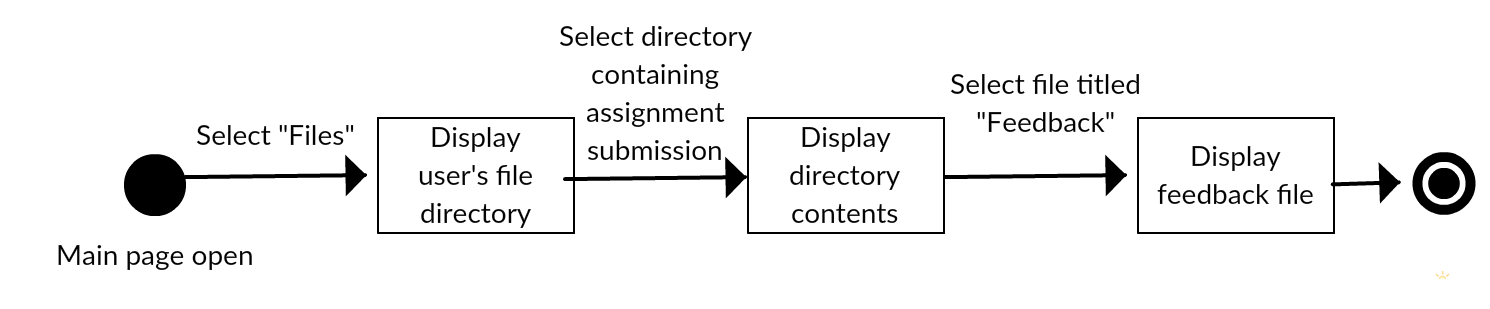 Select directory
containing
assignment
submission
Select file titled
"Feedback"
Select "Files"
Display
user's file
directory
Display
directory
contents
Display
feedback file
Main page open